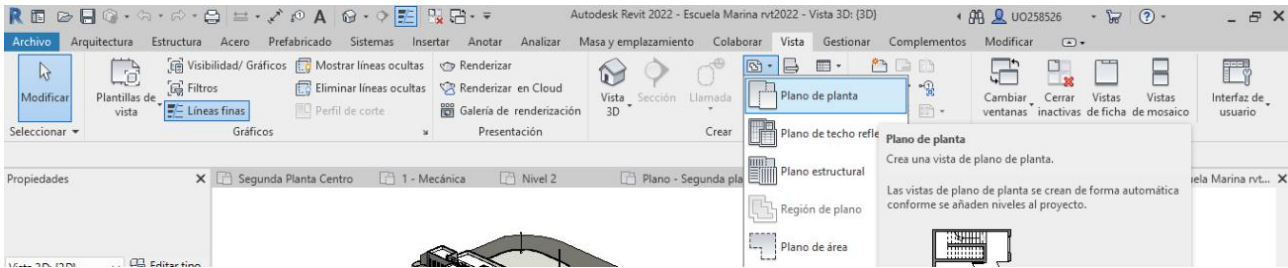 Autodesk Revit 2022 - Escuela Marina rvt2022 - Vista 3D: {3D}
UO258526
Archivo Arquitectura Estructura Acero Prefabricado Sistemas Insertar Anotar Analizar Masa y emplazamiento Colaborar Vista Gestionar Complementos Modificar
Modificar
Plantillas de vista
Visibilidad/ Gráficos
Filtros
Líneas finas
Mostrar líneas ocultas
Eliminar líneas ocultas
Perfil de corte
Renderizar
Renderizar en Cloud
Galería de renderización
Vista 3D
Sección
Llamada
Cambiar ventanas
Cerrar inactivas
Vistas de ficha
Vistas de mosaico
Interfaz de usuario
Seleccionar
Gráficos
Presentación
Crear
Plano de planta
Plano de techo refle
Plano estructural
Región de plano
Plano de área
Plano de planta
Crea una vista de plano de planta.
Las vistas de plano de planta se crean de forma automática
conforme se añaden niveles al proyecto.
Propiedades
Segunda Planta Centro
1 - Mecánica
Nivel 2
Plano - Segunda pla
ela Marina rvt...
Vista 3D: {3D}
Editar tipo